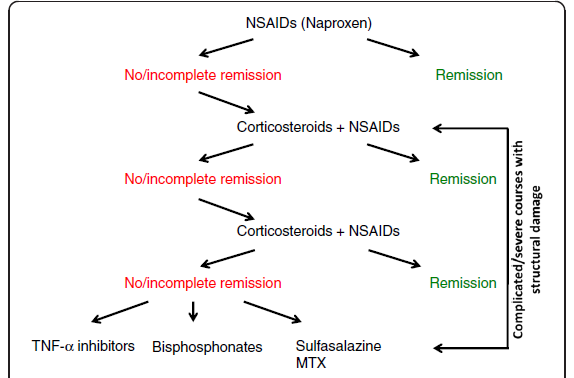 NSAIDs (Naproxen)
No/incomplete remission
Remission
Corticosteroids + NSAIDs
No/incomplete remission
Remission
Corticosteroids + NSAIDs
No/incomplete remission
Remission
TNF-α inhibitors
Bisphosphonates
Sulfasalazine
MTX
Complicated/severe courses with
structural damage